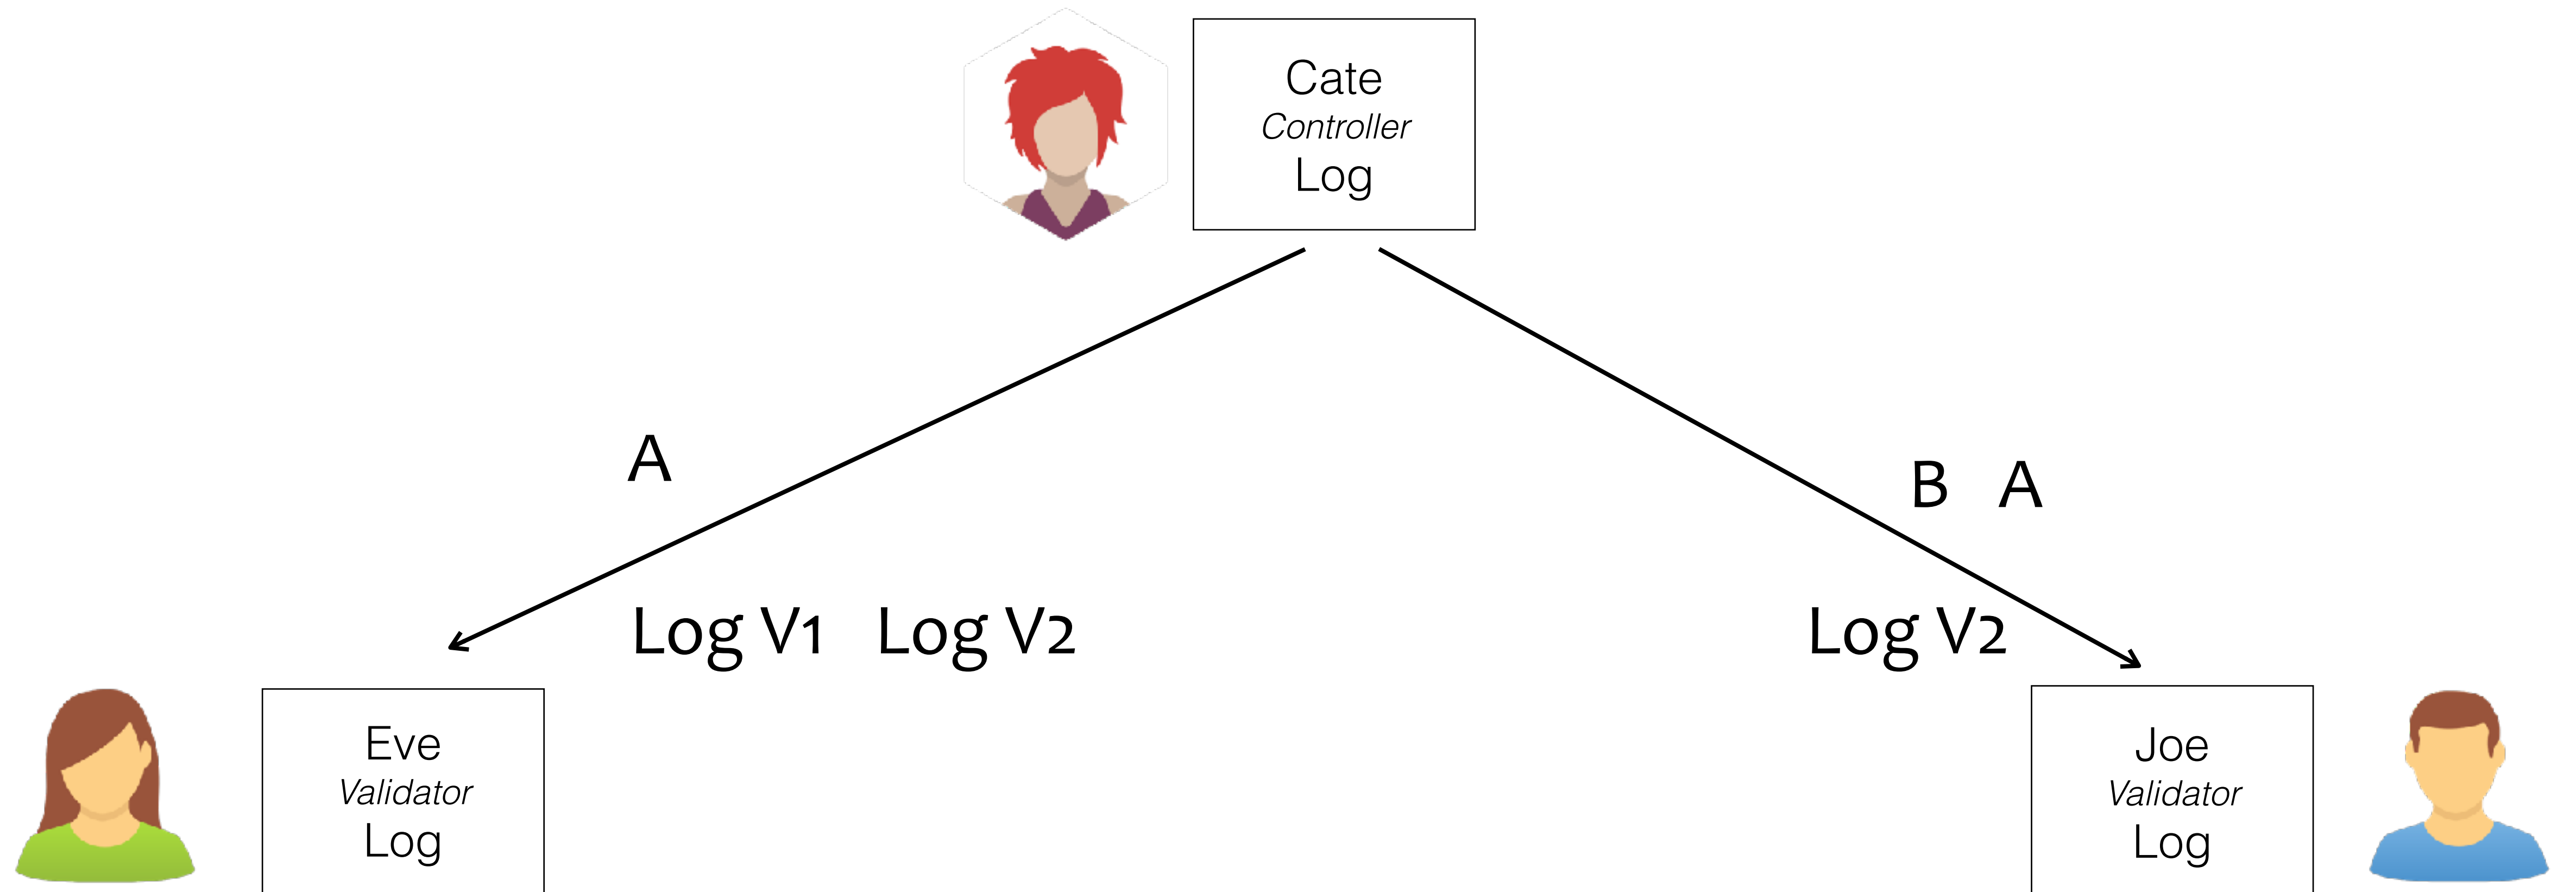 Cate
Controller
Log
A
B A
Log V1 Log V2
Log V2
Eve
Validator
Log
Joe
Validator
Log